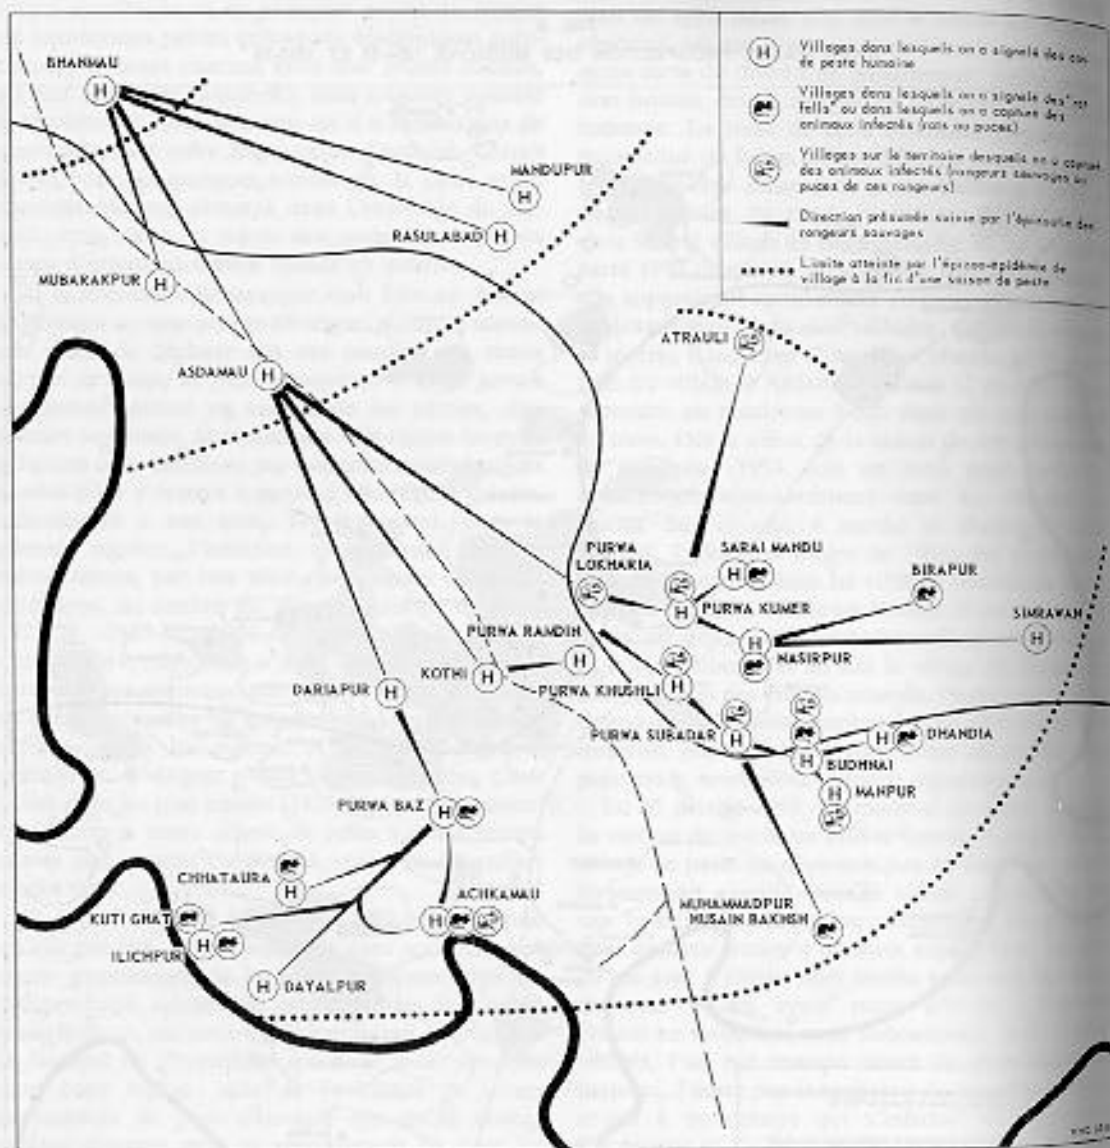 H Villages dans lesquels on a signalé des cas
de peste humaine
Villages dans lesquels on a signalé des "rat
falls" ou dans lesquels on a capturé des
animaux infectés (rats ou puces)
Villages sur le territoire desquels on a capturé
des animaux infectés (rongeurs sauvages ou
puces de ces rongeurs)
Direction présumée suivie par l'épizootie des
rongeurs sauvages
Limite atteinte par l'épizoo-épidémie de
village à la fin d'une saison de peste
BHANMAU
H
MANDUPUR
H
RASULABAD H
MUBARAKPUR H
ATRAULI
ASDAMAU H
PURWA
LOKHARIA
SARAI MANDU
H
BIRAPUR
H PURWA KUMER
SIMRAWAN
H
PURWA RAMDIN
H
H
NASIRPUR
KOTHI H
PURWA KHUSHLI H
DARIAPUR H
PURWA SUBADAR H
H DHANDIA
H BUDHNAI
H MANPUR
PURWA BAZ H
CHHATAURA H
ACHKAMAU
H
KUTI GHAT
MUHAMMADPUR
HUSAIN BAKHSH
ILICHPUR H
H DAYALPUR